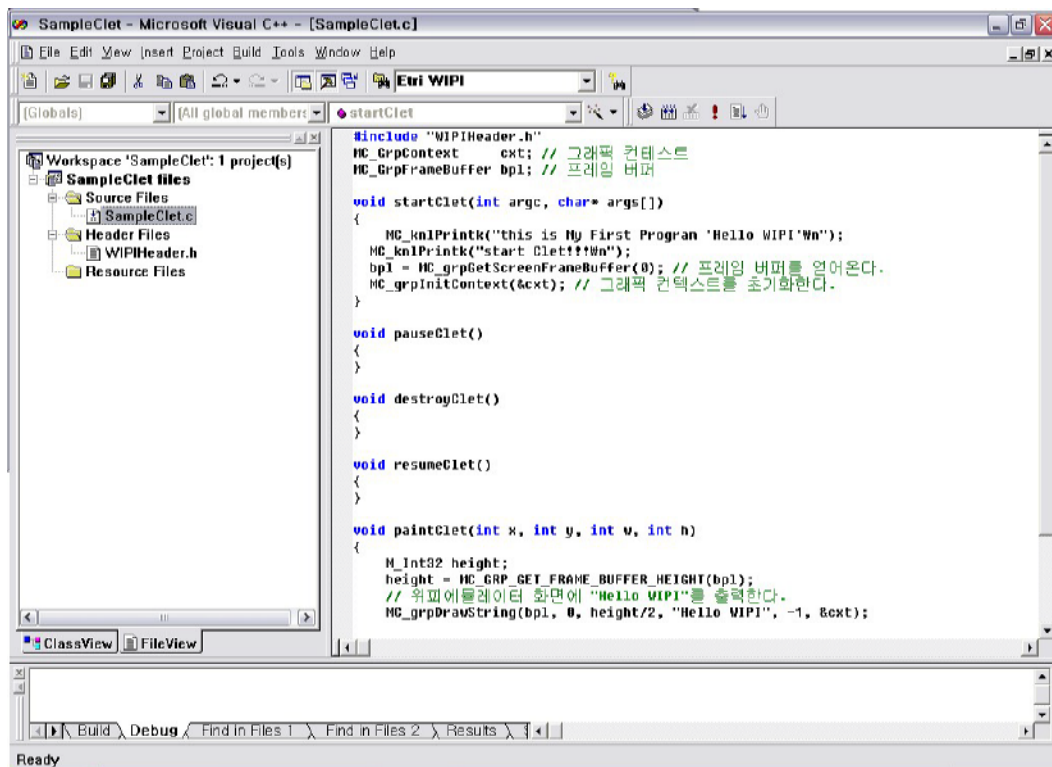 SampleClet - Microsoft Visual C++ - [SampleClet.c]
File Edit View Insert Project Build Tools Window Help
Etri WIPI
(Globals) (All global members startClet
Workspace 'SampleClet': 1 project(s)
SampleClet files
Source Files
SampleClet.c
Header Files
WIPIHeader.h
Resource Files
ClassView FileView
#include "WIPIHeader.h"
MC_GrpContext cxt; // 그래픽 컨테스트
MC_GrpFrameBuffer bpl; // 프레임 버퍼
void startClet(int argc, char* args[])
{
MC_knlPrintk("this is My First Progran 'Hello WIPI'₩n");
MC_knlPrintk("start Clet!!!₩n");
bpl = MC_grpGetScreenFrameBuffer(0); // 프레임 버퍼를 얻어온다.
MC_grpInitContext(&cxt); // 그래픽 컨텍스트를 초기화한다.
}
void pauseClet()
{
}
void destroyClet()
{
}
void resumeClet()
{
}
void paintClet(int x, int y, int w, int h)
{
M_Int32 height;
height = MC_GRP_GET_FRAME_BUFFER_HEIGHT(bpl);
// 위피에뮬레이터 화면에 "Hello WIPI"를 출력한다.
MC_grpDrawString(bpl, 0, height/2, "Hello WIPI", -1, &cxt);
Build Debug Find in Files 1 Find in Files 2 Results
Ready